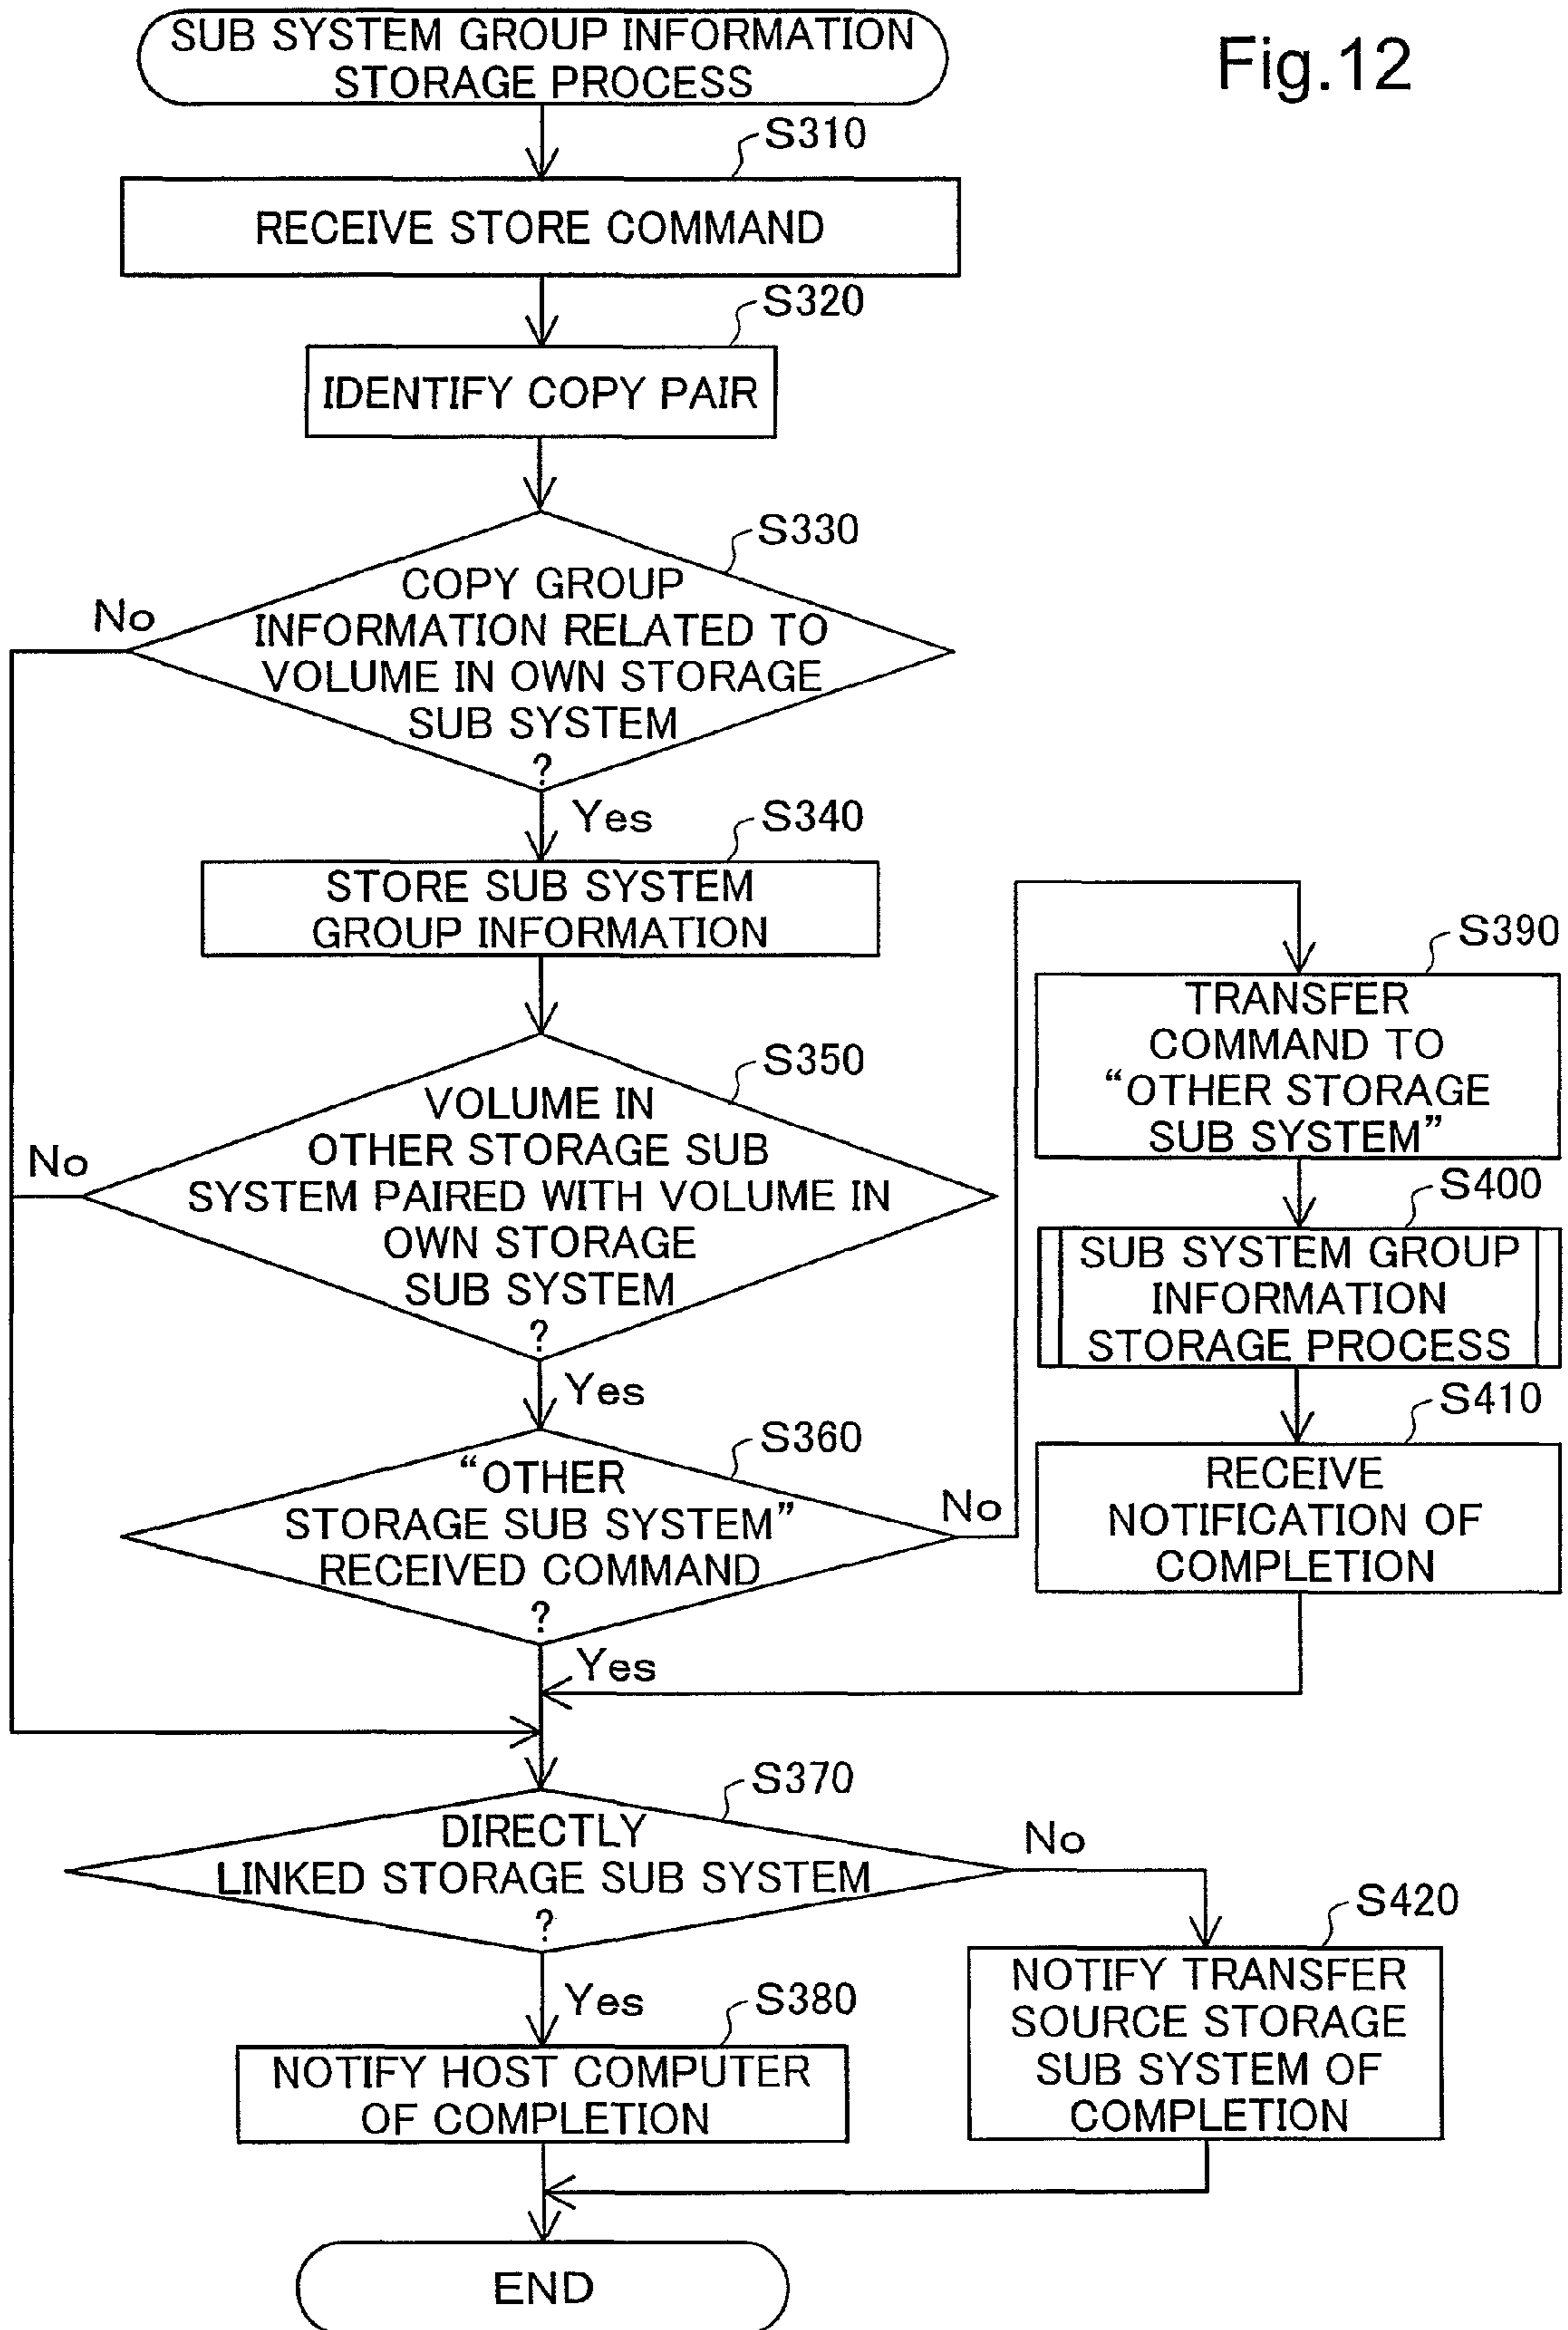 SUB SYSTEM GROUP INFORMATION
STORAGE PROCESS
Fig.12
S310
RECEIVE STORE COMMAND
S320
IDENTIFY COPY PAIR
S330
COPY GROUP
INFORMATION RELATED TO
VOLUME IN OWN STORAGE
SUB SYSTEM
?
No
Yes
S340
STORE SUB SYSTEM
GROUP INFORMATION
S350
VOLUME IN
OTHER STORAGE SUB
SYSTEM PAIRED WITH VOLUME IN
OWN STORAGE
SUB SYSTEM
?
No
Yes
S360
“OTHER
STORAGE SUB SYSTEM”
RECEIVED COMMAND
?
No
Yes
S390
TRANSFER
COMMAND TO
“OTHER STORAGE
SUB SYSTEM”
S400
SUB SYSTEM GROUP
INFORMATION
STORAGE PROCESS
S410
RECEIVE
NOTIFICATION OF
COMPLETION
S370
DIRECTLY
LINKED STORAGE SUB SYSTEM
?
No
Yes
S380
NOTIFY HOST COMPUTER
OF COMPLETION
S420
NOTIFY TRANSFER
SOURCE STORAGE
SUB SYSTEM OF
COMPLETION
END